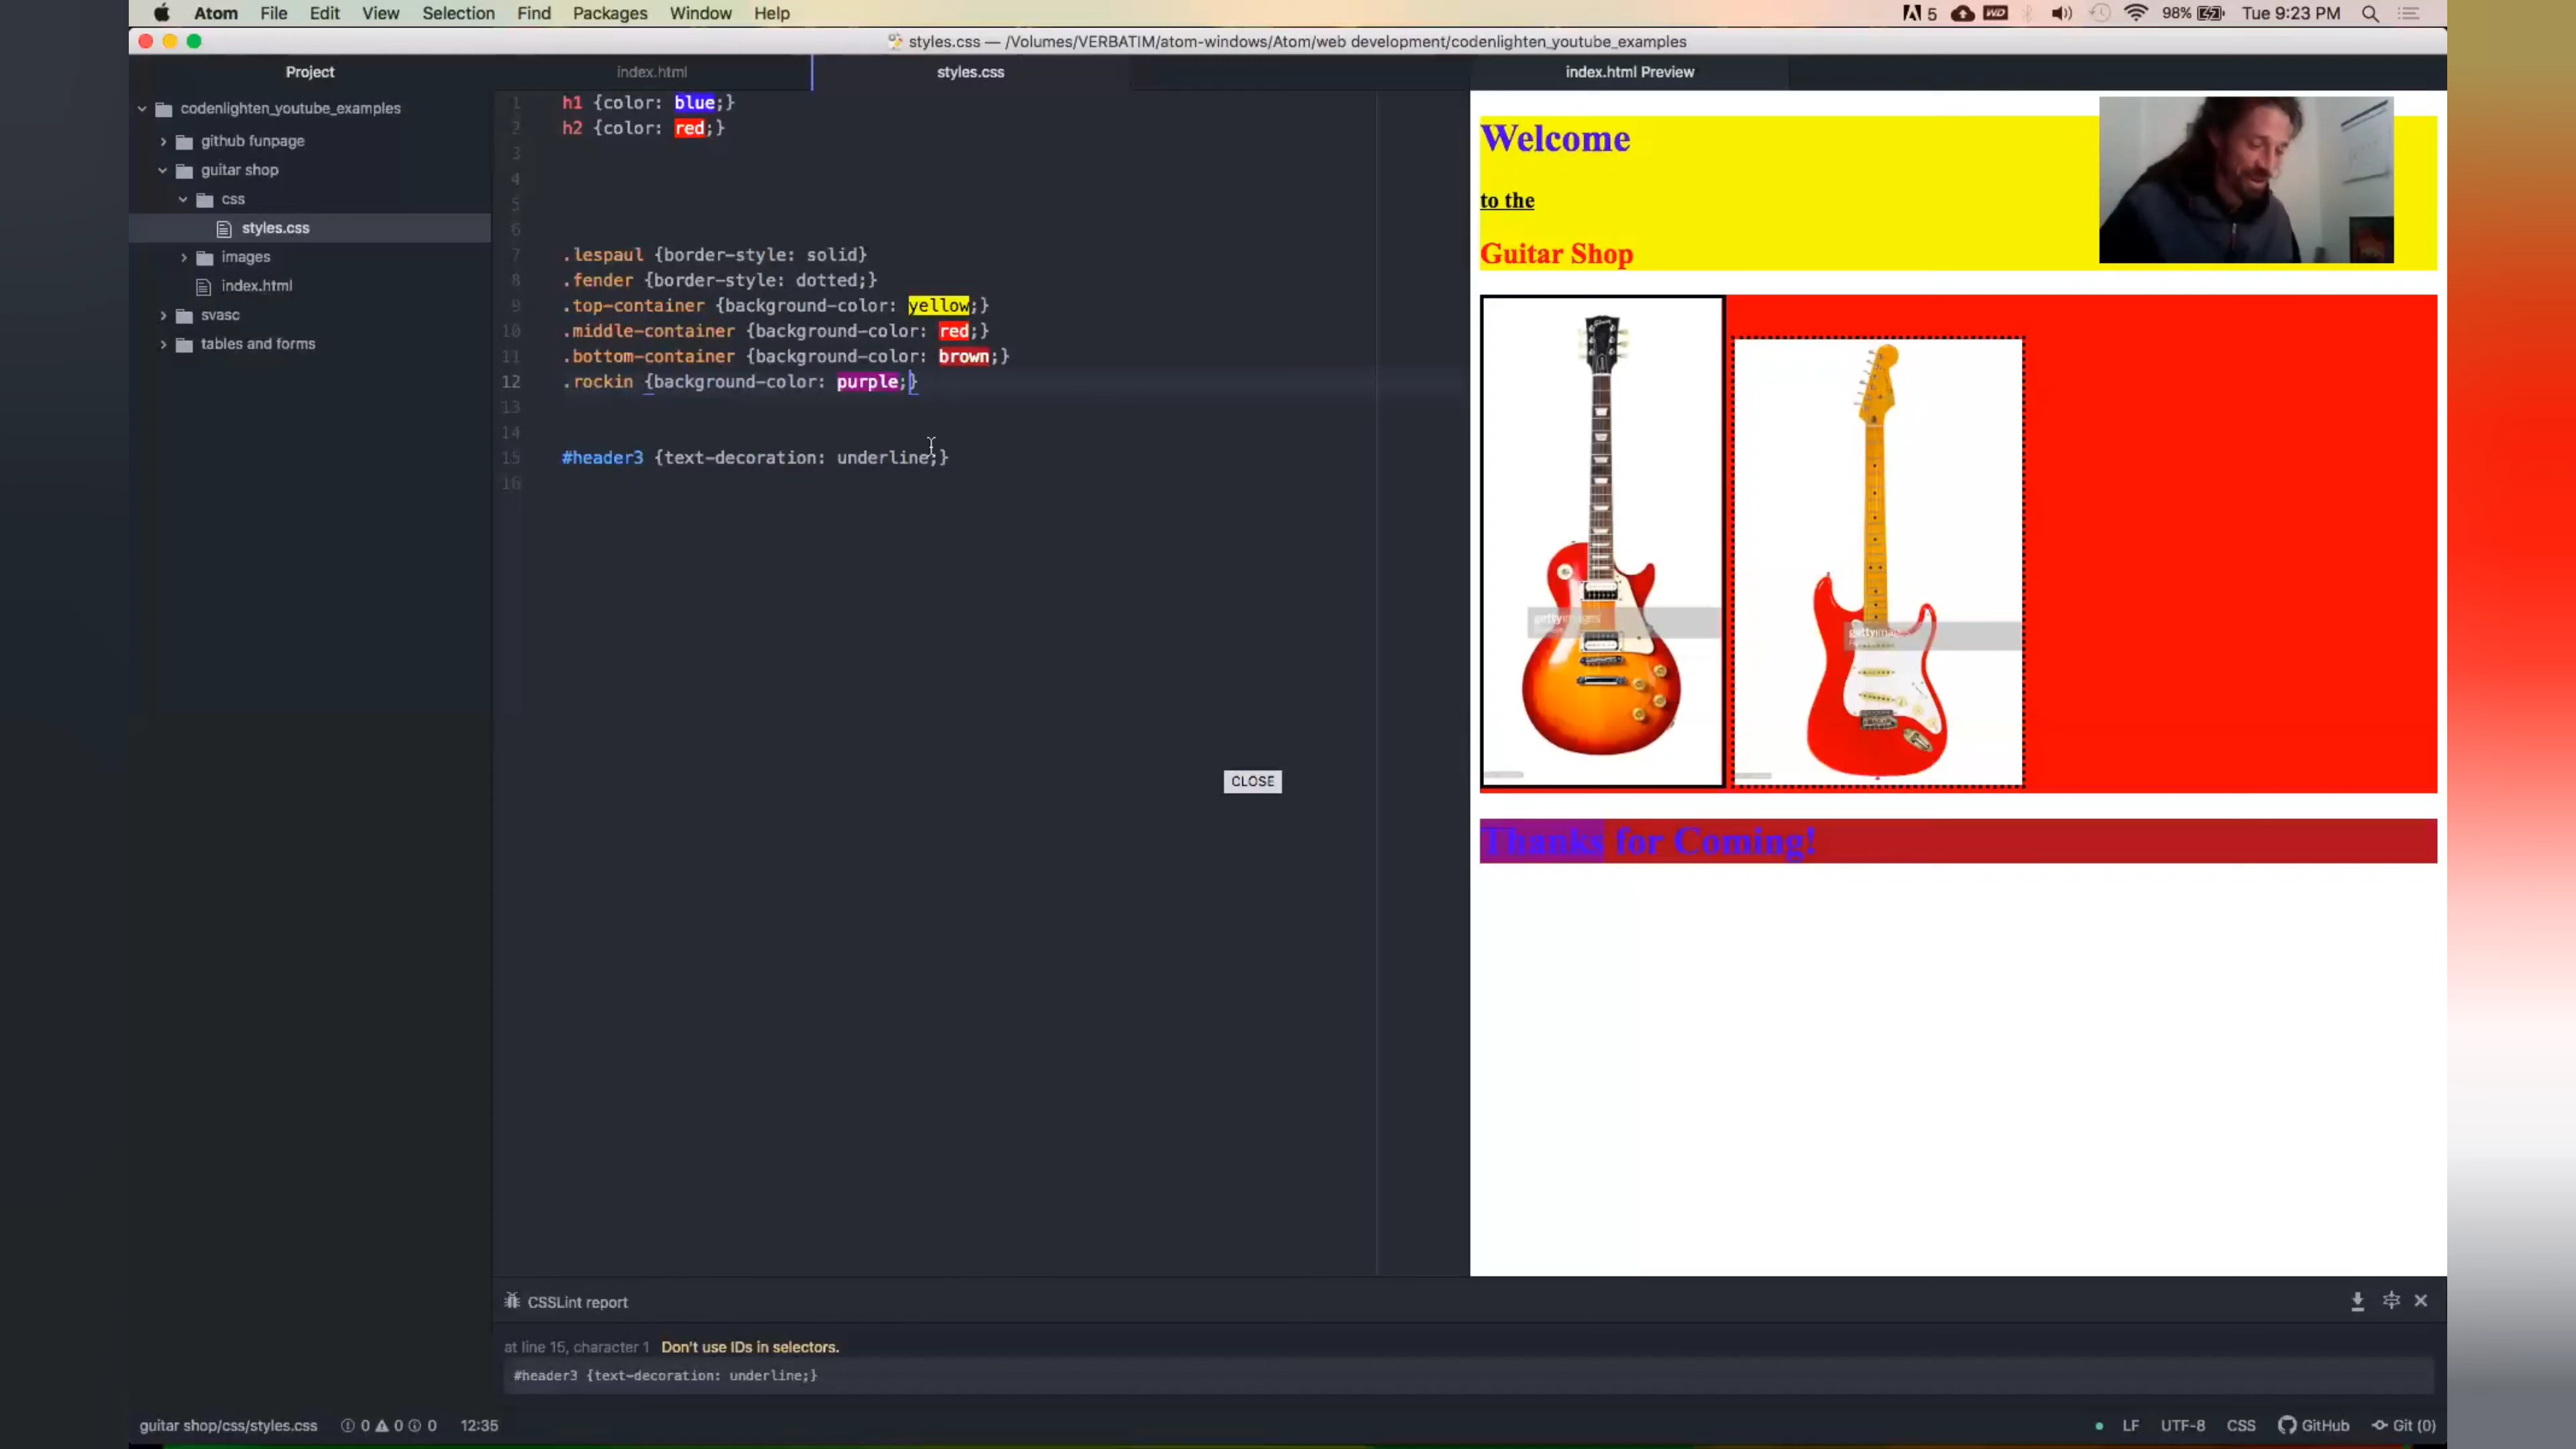 Atom File Edit View Selection Find Packages Window Help 5 WD 98% Tue 9:23 PM
styles.css — /Volumes/VERBATIM/atom-windows/Atom/web development/codenlighten_youtube_examples
Project index.html styles.css index.html Preview
codenlighten_youtube_examples
github funpage
guitar shop
css
styles.css
images
index.html
svasc
tables and forms
1 h1 {color: blue;}
2 h2 {color: red;}
3
4
5
6
7 .lespaul {border-style: solid}
8 .fender {border-style: dotted;}
9 .top-container {background-color: yellow;}
10 .middle-container {background-color: red;}
11 .bottom-container {background-color: brown;}
12 .rockin {background-color: purple;}
13
14
15 #header3 {text-decoration: underline;}
16
CLOSE
Welcome
to the
Guitar Shop
Gibson
gettyimages
gettyimages
Thanks for Coming!
CSSLint report
at line 15, character 1 Don't use IDs in selectors.
#header3 {text-decoration: underline;}
guitar shop/css/styles.css 0 0 0 12:35 LF UTF-8 CSS GitHub Git (0)